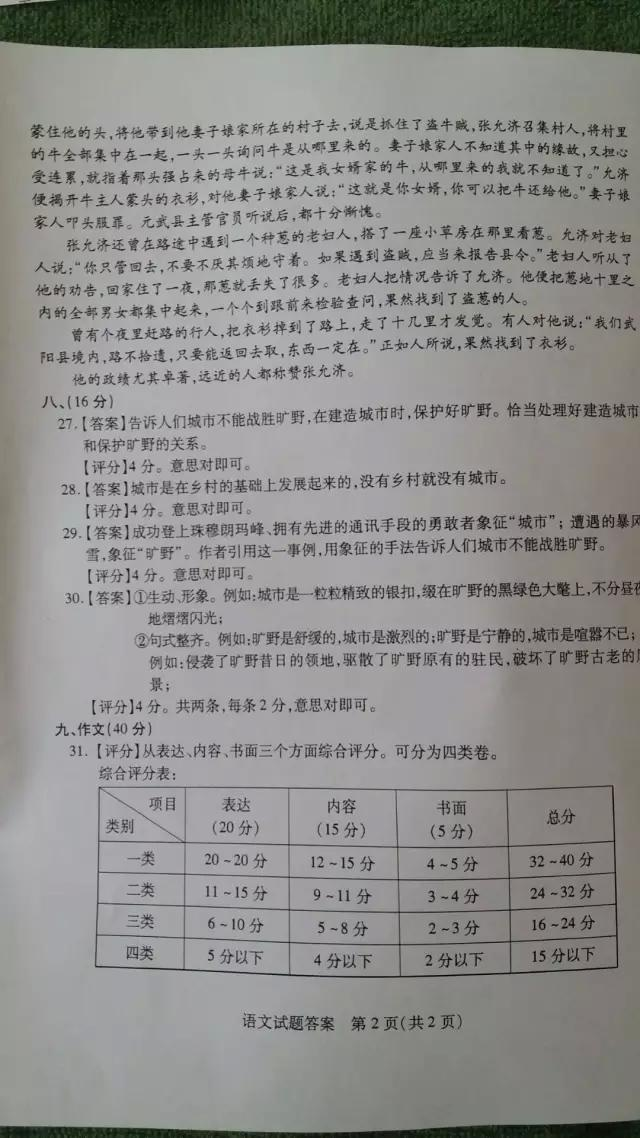 蒙住他的头,将他带到他妻子娘家所在的村子去,说是抓住了盗牛贼,张允济召集村人,将村里
的牛全部集中在一起,一头一头询问牛是从哪里来的。妻子娘家人不知道其中的缘故,又担心
受连累,就指着那头强占来的母牛说:“这是我女婿家的牛,从哪里来的我就不知道了。”允济
便揭开牛主人蒙头的衣衫,对他妻子娘家人说:“这就是你女婿,你可以把牛还给他。”妻子娘
家人叩头服罪。元武县主管官员听说后,都十分惭愧。
张允济还曾在路途中遇到一个种葱的老妇人,搭了一座小草房在那里看葱。允济对老妇
人说:“你只管回去,不要不厌其烦地守着。如果遇到盗贼,应当来报告县令。”老妇人听从了
他的劝告,回家住了一夜,那葱就丢失了很多。老妇人把情况告诉了允济。他便把葱地十里之
内的全部男女都集中起来,一个个到跟前来检验查问,果然找到了盗葱的人。
曾有个夜里赶路的行人,把衣衫掉到了路上,走了十几里才发觉。有人对他说:“我们武
阳县境内,路不拾遗,只要能返回去取,东西一定在。”正如人所说,果然找到了衣衫。
他的政绩尤其卓著,远近的人都称赞张允济。
八、(16分)
27.【答案】告诉人们城市不能战胜旷野,在建造城市时,保护好旷野。恰当处理好建造城市
和保护旷野的关系。
【评分】4分。意思对即可。
28.【答案】城市是在乡村的基础上发展起来的,没有乡村就没有城市。
【评分】4分。意思对即可。
29.【答案】成功登上珠穆朗玛峰、拥有先进的通讯手段的勇敢者象征“城市”;遭遇的暴风
雪,象征“旷野”。作者引用这一事例,用象征的手法告诉人们城市不能战胜旷野。
【评分】4分。意思对即可。
30.【答案】①生动、形象。例如:城市是一粒粒精致的银扣,缀在旷野的黑绿色大氅上,不分昼夜
地熠熠闪光;
②句式整齐。例如:旷野是舒缓的,城市是激烈的;旷野是宁静的,城市是喧嚣不已;
例如:侵袭了旷野昔日的领地,驱散了旷野原有的驻民,破坏了旷野古老的风
景;
【评分】4分。共两条,每条2分,意思对即可。
九、作文(40分)
31.【评分】从表达、内容、书面三个方面综合评分。可分为四类卷。
综合评分表:
项目 类别 表达(20分) 内容(15分) 书面(5分) 总分
一类 20~20分 12~15分 4~5分 32~40分
二类 11~15分 9~11分 3~4分 24~32分
三类 6~10分 5~8分 2~3分 16~24分
四类 5分以下 4分以下 2分以下 15分以下
语文试题答案 第2页(共2页)